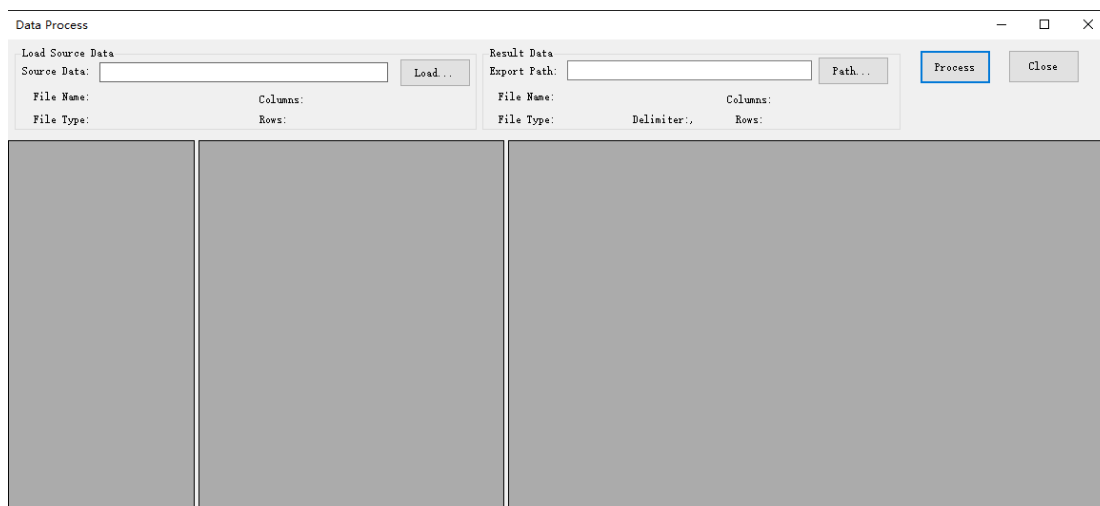 Data Process
Load Source Data
Source Data:
Load...
File Name:
Columns:
File Type:
Rows:
Result Data
Export Path:
Path...
File Name:
Columns:
File Type:
Delimiter:,
Rows:
Process
Close